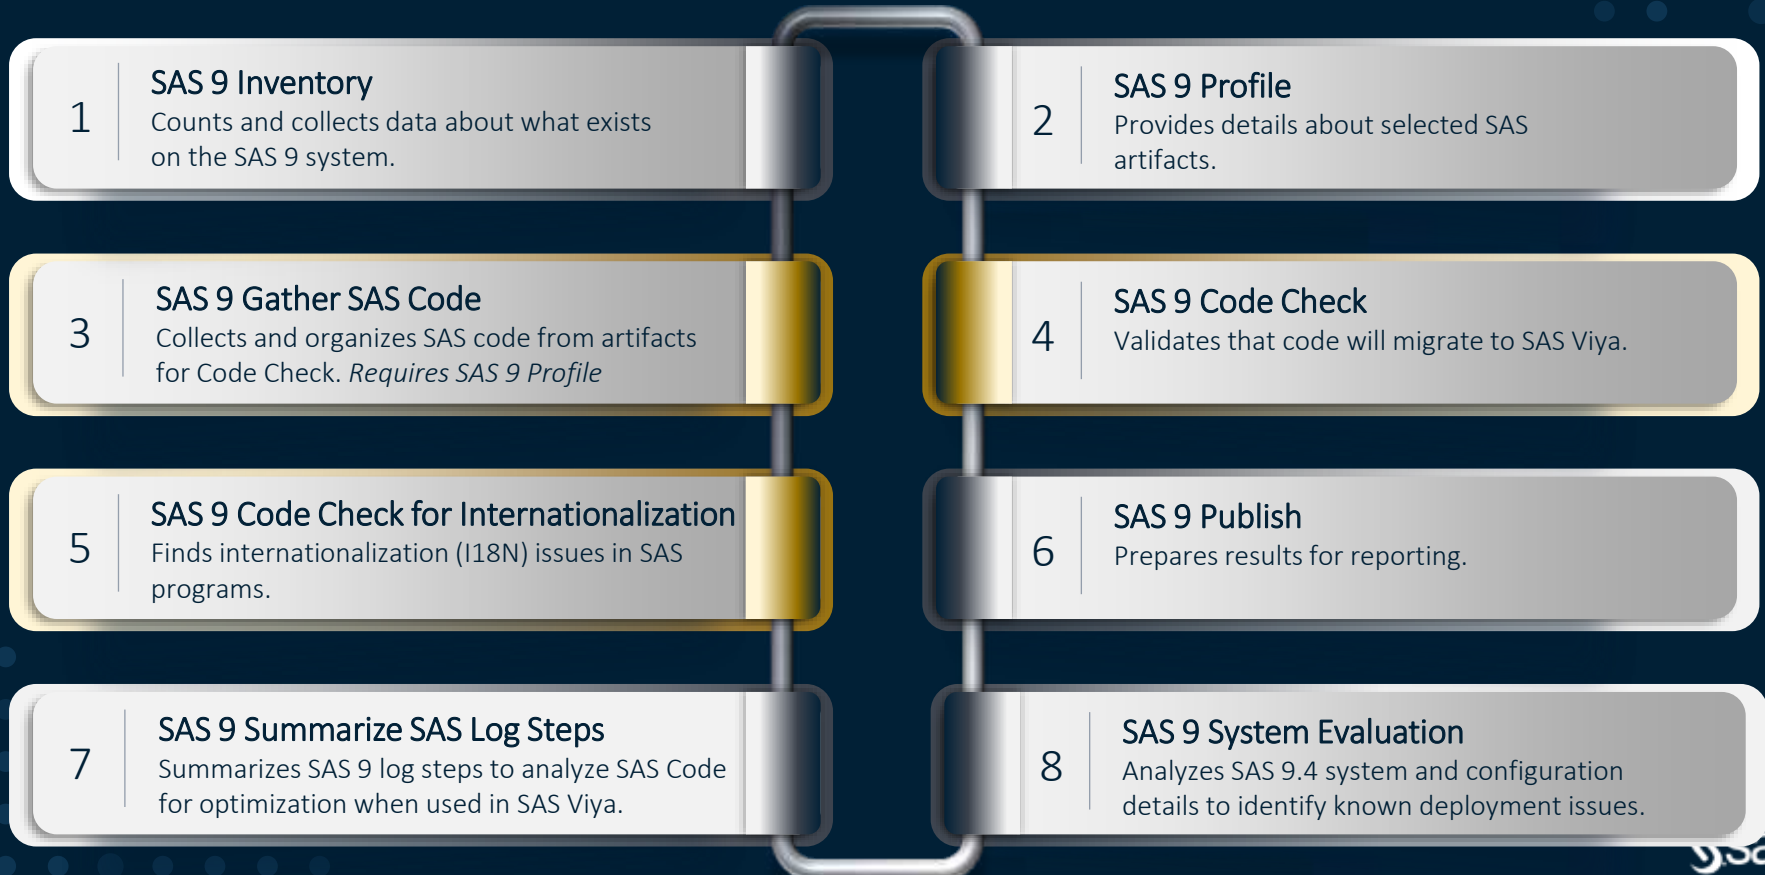 1
SAS 9 Inventory
Counts and collects data about what exists
on the SAS 9 system.
2
SAS 9 Profile
Provides details about selected SAS
artifacts.
3
SAS 9 Gather SAS Code
Collects and organizes SAS code from artifacts
for Code Check. Requires SAS 9 Profile
4
SAS 9 Code Check
Validates that code will migrate to SAS Viya.
5
SAS 9 Code Check for Internationalization
Finds internationalization (I18N) issues in SAS
programs.
6
SAS 9 Publish
Prepares results for reporting.
7
SAS 9 Summarize SAS Log Steps
Summarizes SAS 9 log steps to analyze SAS Code
for optimization when used in SAS Viya.
8
SAS 9 System Evaluation
Analyzes SAS 9.4 system and configuration
details to identify known deployment issues.